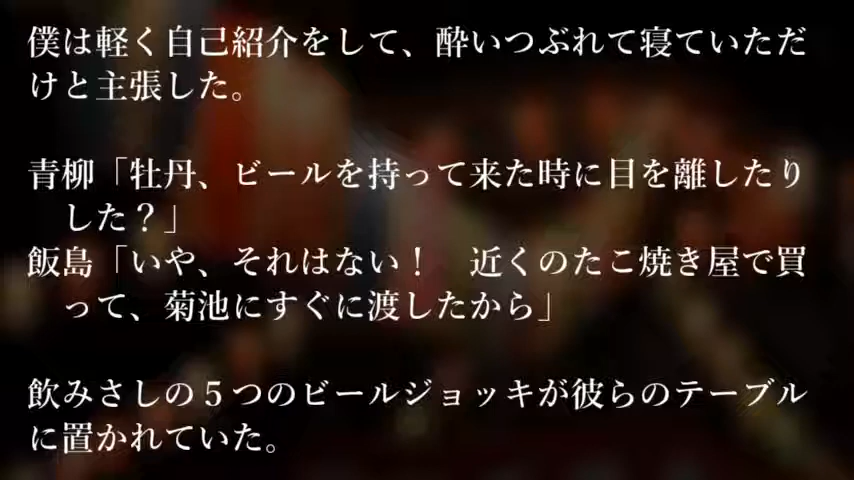 僕は軽く自己紹介をして、酔いつぶれて寝ていただ
けと主張した。
青柳「牡丹、ビールを持って来た時に目を離したり
した？」
飯島「いや、それはない！　近くのたこ焼き屋で買
って、菊池にすぐに渡したから」
飲みさしの５つのビールジョッキが彼らのテーブル
に置かれていた。